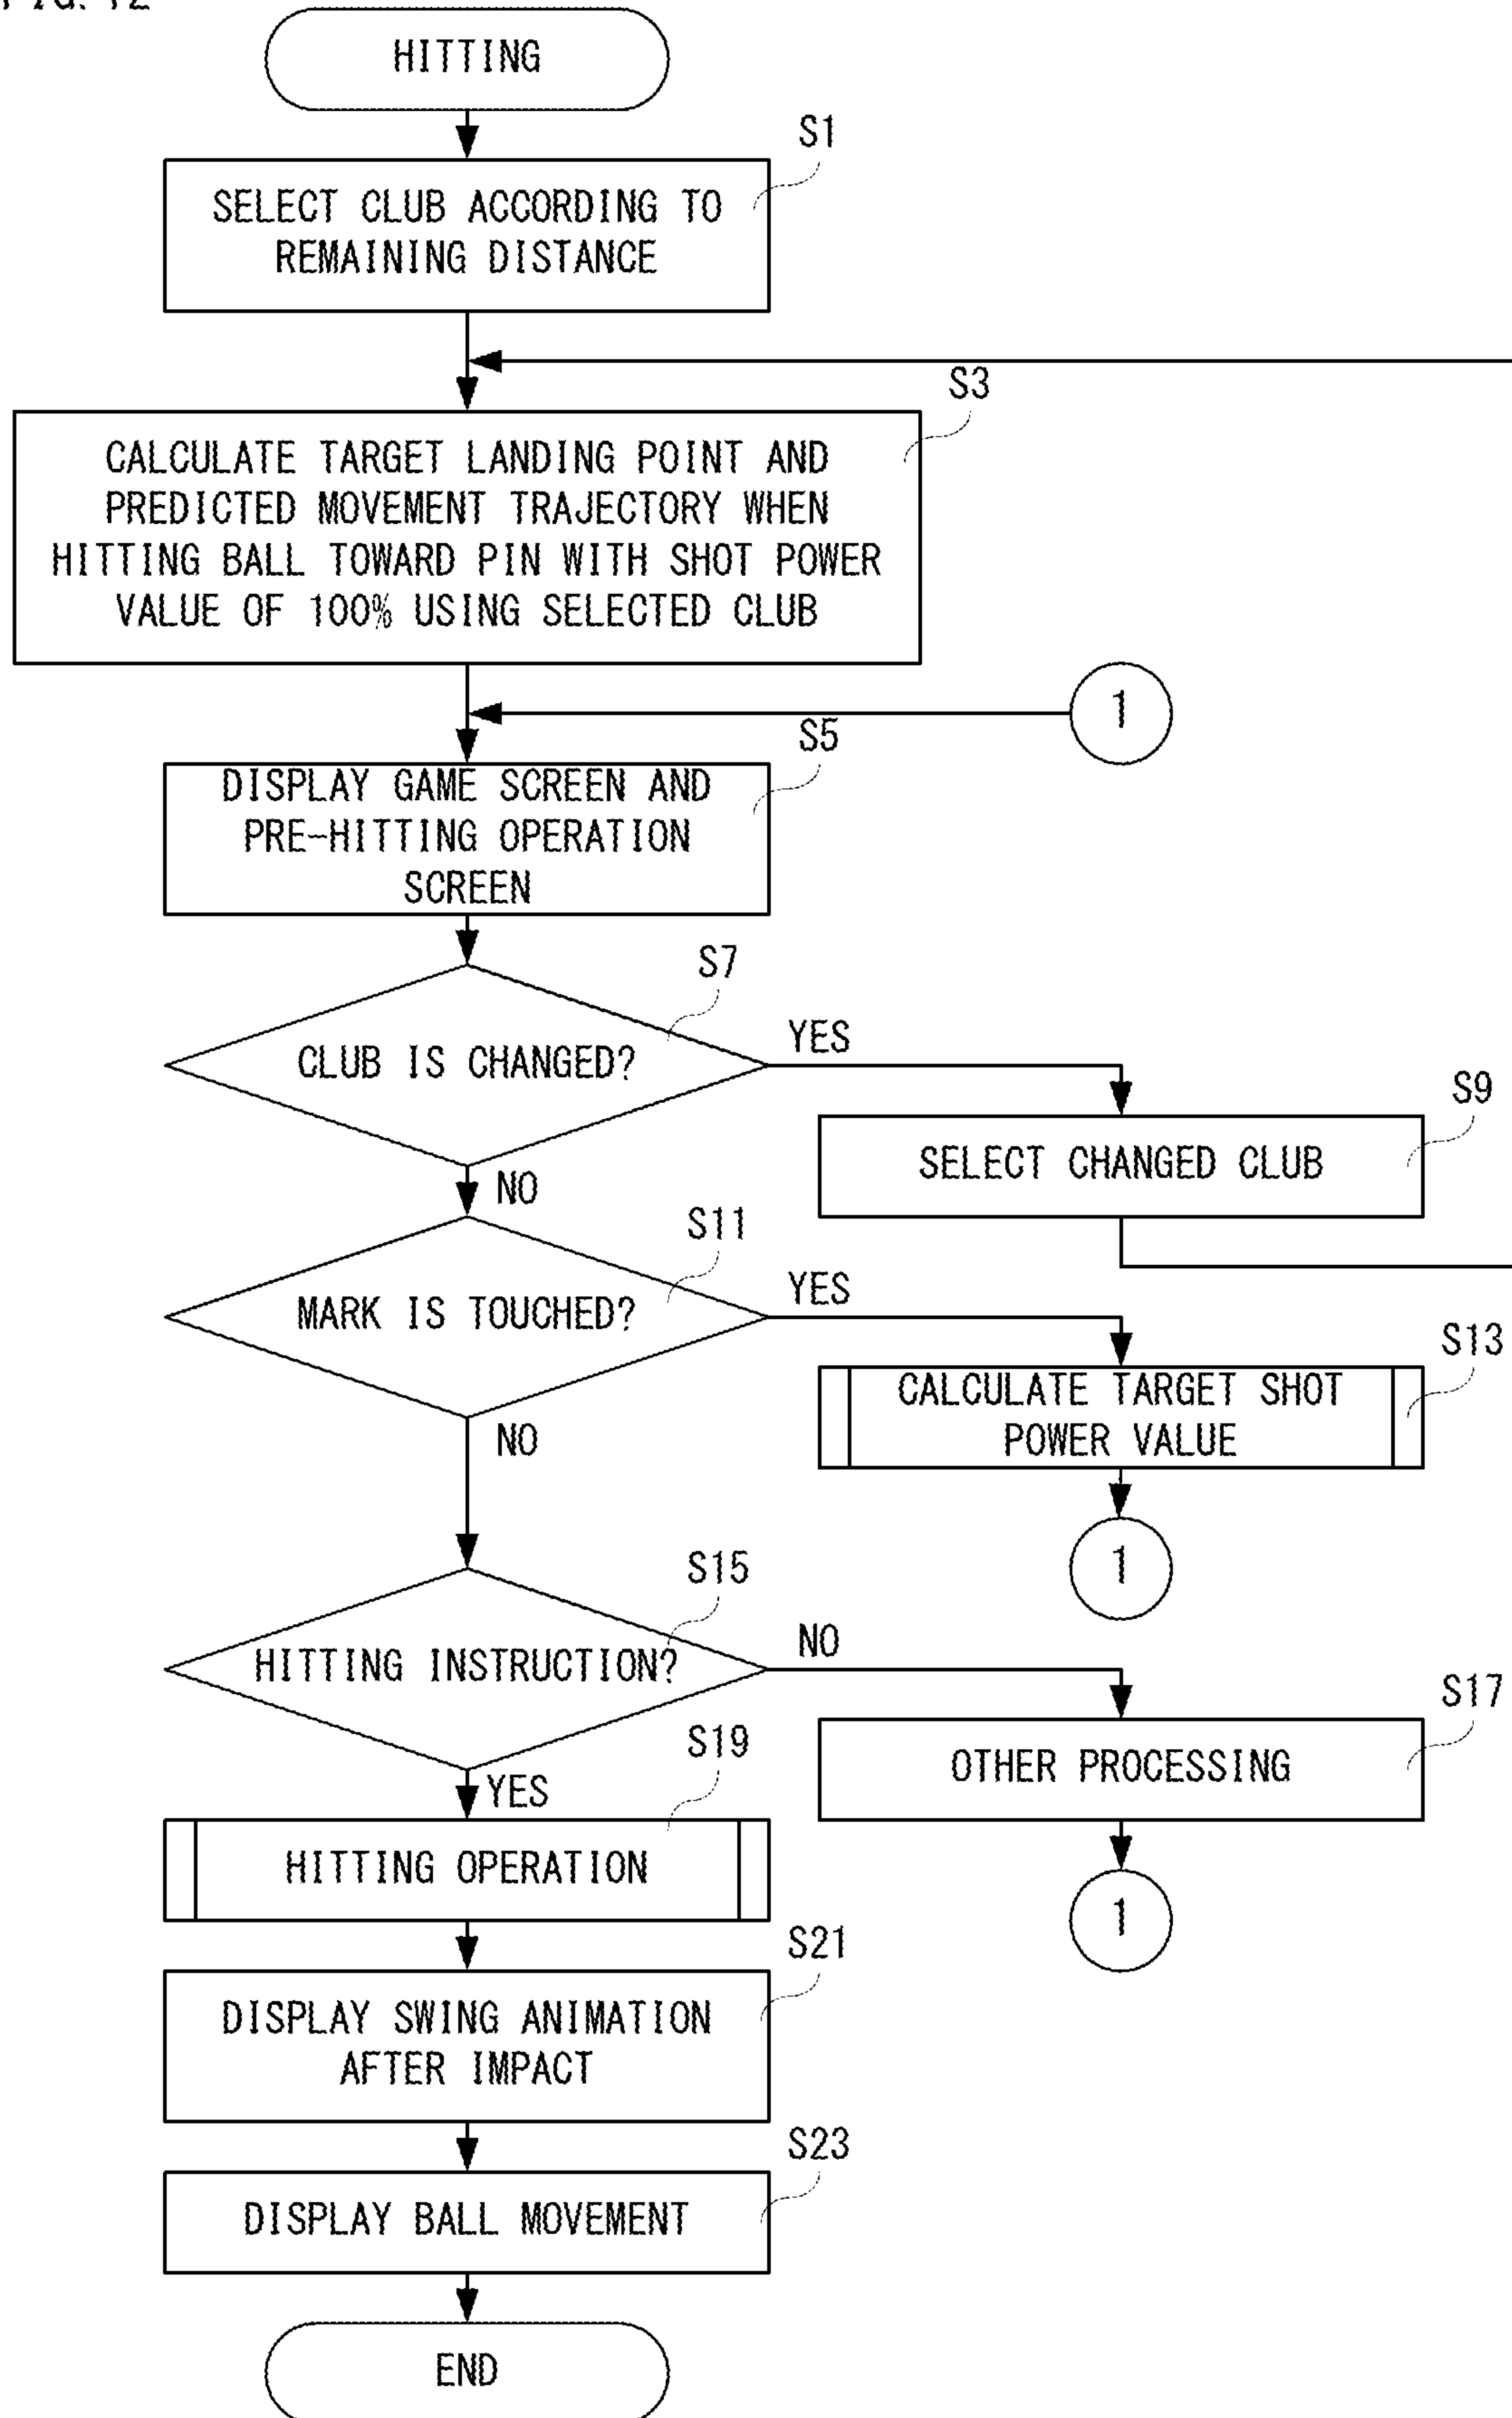 HITTING
S1
SELECT CLUB ACCORDING TO
REMAINING DISTANCE
S3
CALCULATE TARGET LANDING POINT AND
PREDICTED MOVEMENT TRAJECTORY WHEN
HITTING BALL TOWARD PIN WITH SHOT POWER
VALUE OF 100% USING SELECTED CLUB
1
S5
DISPLAY GAME SCREEN AND
PRE-HITTING OPERATION
SCREEN
S7
CLUB IS CHANGED?
YES
S9
SELECT CHANGED CLUB
NO
S11
MARK IS TOUCHED?
YES
S13
CALCULATE TARGET SHOT
POWER VALUE
NO
1
S15
HITTING INSTRUCTION?
NO
S17
OTHER PROCESSING
S19
YES
HITTING OPERATION
1
S21
DISPLAY SWING ANIMATION
AFTER IMPACT
S23
DISPLAY BALL MOVEMENT
END